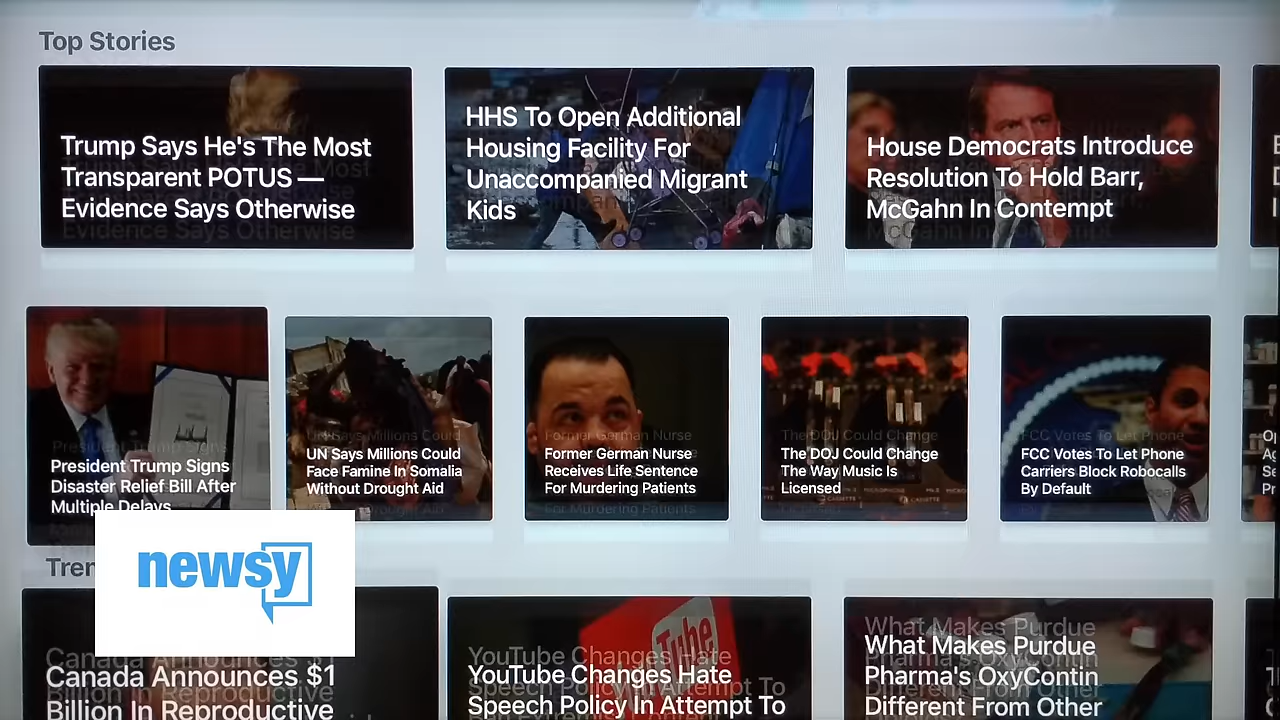 Top Stories
Trump Says He's The Most
Transparent POTUS —
Evidence Says Otherwise
HHS To Open Additional
Housing Facility For
Unaccompanied Migrant
Kids
House Democrats Introduce
Resolution To Hold Barr,
McGahn In Contempt
President Trump Signs
Disaster Relief Bill After
Multiple Delays
UN Says Millions Could
Face Famine In Somalia
Without Drought Aid
Former German Nurse
Receives Life Sentence
For Murdering Patients
The DOJ Could Change
The Way Music Is
Licensed
FCC Votes To Let Phone
Carriers Block Robocalls
By Default
newsy
Canada Announces $1
Billion In Reproductive
YouTube Changes Hate
Speech Policy In Attempt To
Tube
What Makes Purdue
Pharma's OxyContin
Different From Other